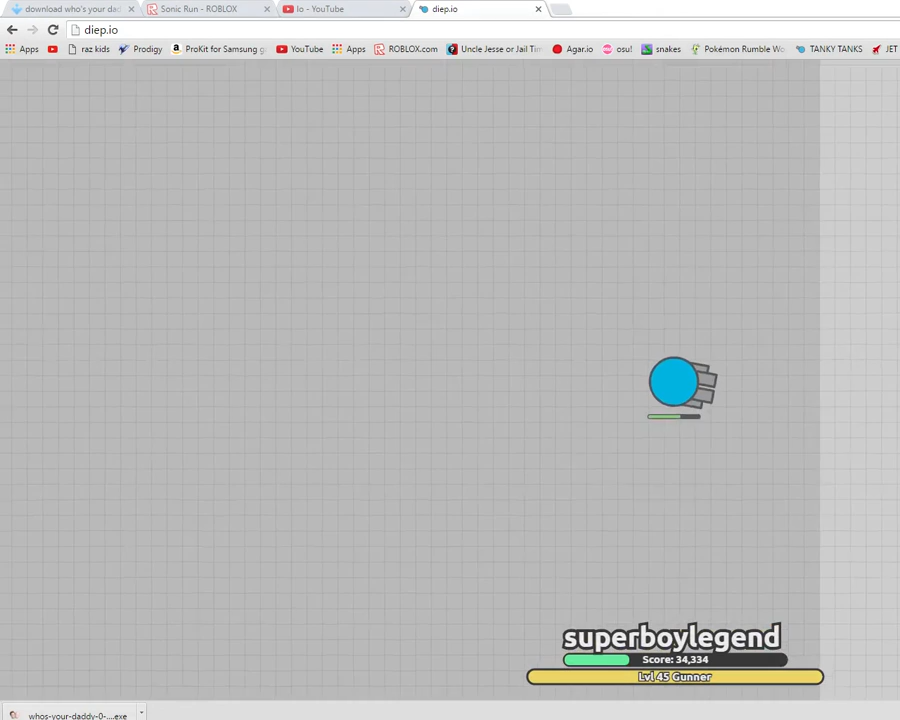 download who's your dad
Sonic Run - ROBLOX
Io - YouTube
diep.io
diep.io
Apps
raz kids
Prodigy
ProKit for Samsung g
YouTube
Apps
ROBLOX.com
Uncle Jesse or Jail Tim
Agar.io
osu!
snakes
Pokémon Rumble Wo
TANKY TANKS
JET
superboylegend
Score: 34,334
Lvl 45 Gunner
whos-your-daddy-0-....exe